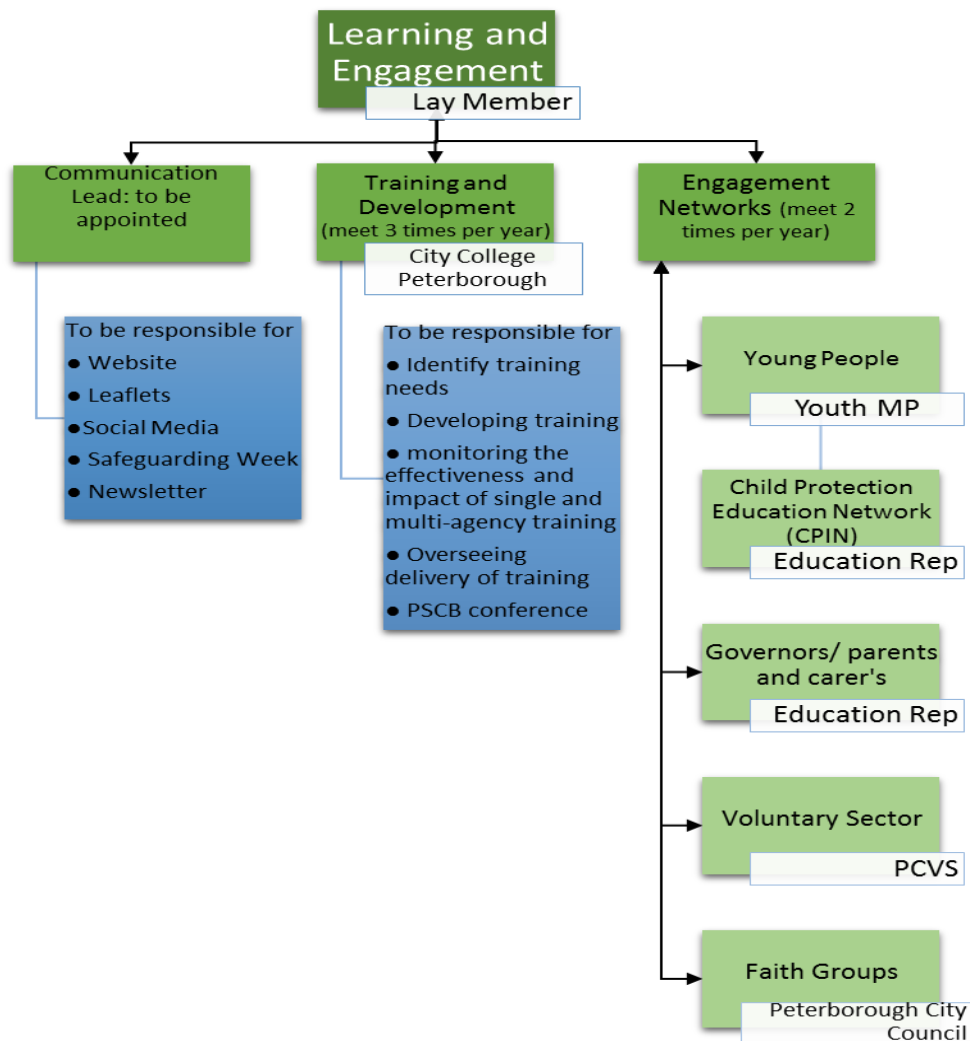 Learning and
Engagement
Lay Member
Communication
Lead: to be
appointed
Training and
Development
(meet 3 times per year)
City College
Peterborough
Engagement
Networks (meet 2
times per year)
To be responsible for
● Website
● Leaflets
●Social Media
● Safeguarding Week
● Newsletter
To be responsible for
● Identify training
needs
● Developing training
● monitoring the
effectiveness and
impact of single and
multi-agency training
● Overseeing
delivery of training
● PSCB conference
Young People
Youth MP
Child Protection
Education Network
(CPIN)
Education Rep
Governors/ parents
and carer's
Education Rep
Voluntary Sector
PCVS
Faith Groups
Peterborough City
Council